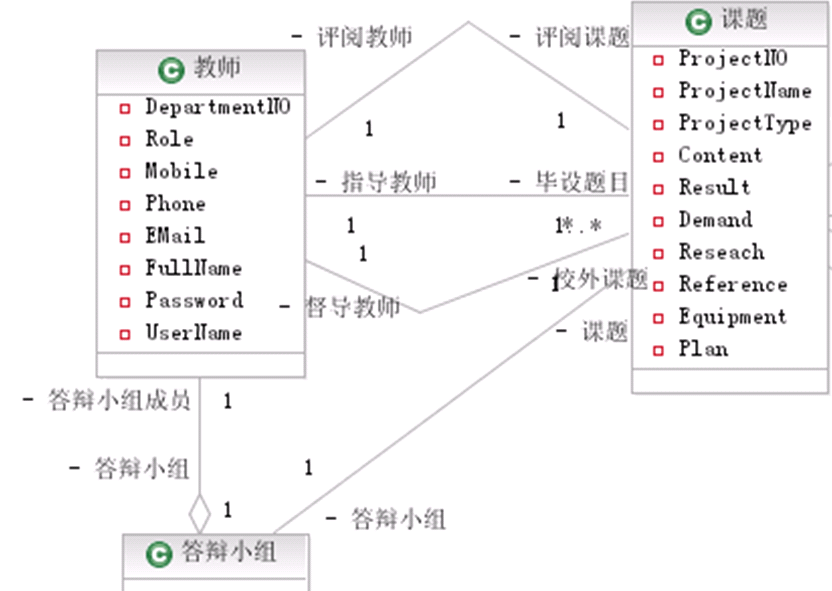 - 评阅教师
- 评阅课题
C 课题
C 教师
ProjectNO
ProjectName
ProjectType
Content
Result
Demand
Reseach
Reference
Equipment
Plan
DepartmentNO
Role
Mobile
Phone
EMail
FullName
Password
UserName
1
1
- 指导教师
- 毕设题目
1
1
*..*
1
- 校外课题
1
- 督导教师
- 课题
- 答辩小组成员
1
- 答辩小组
1
1
- 答辩小组
C 答辩小组